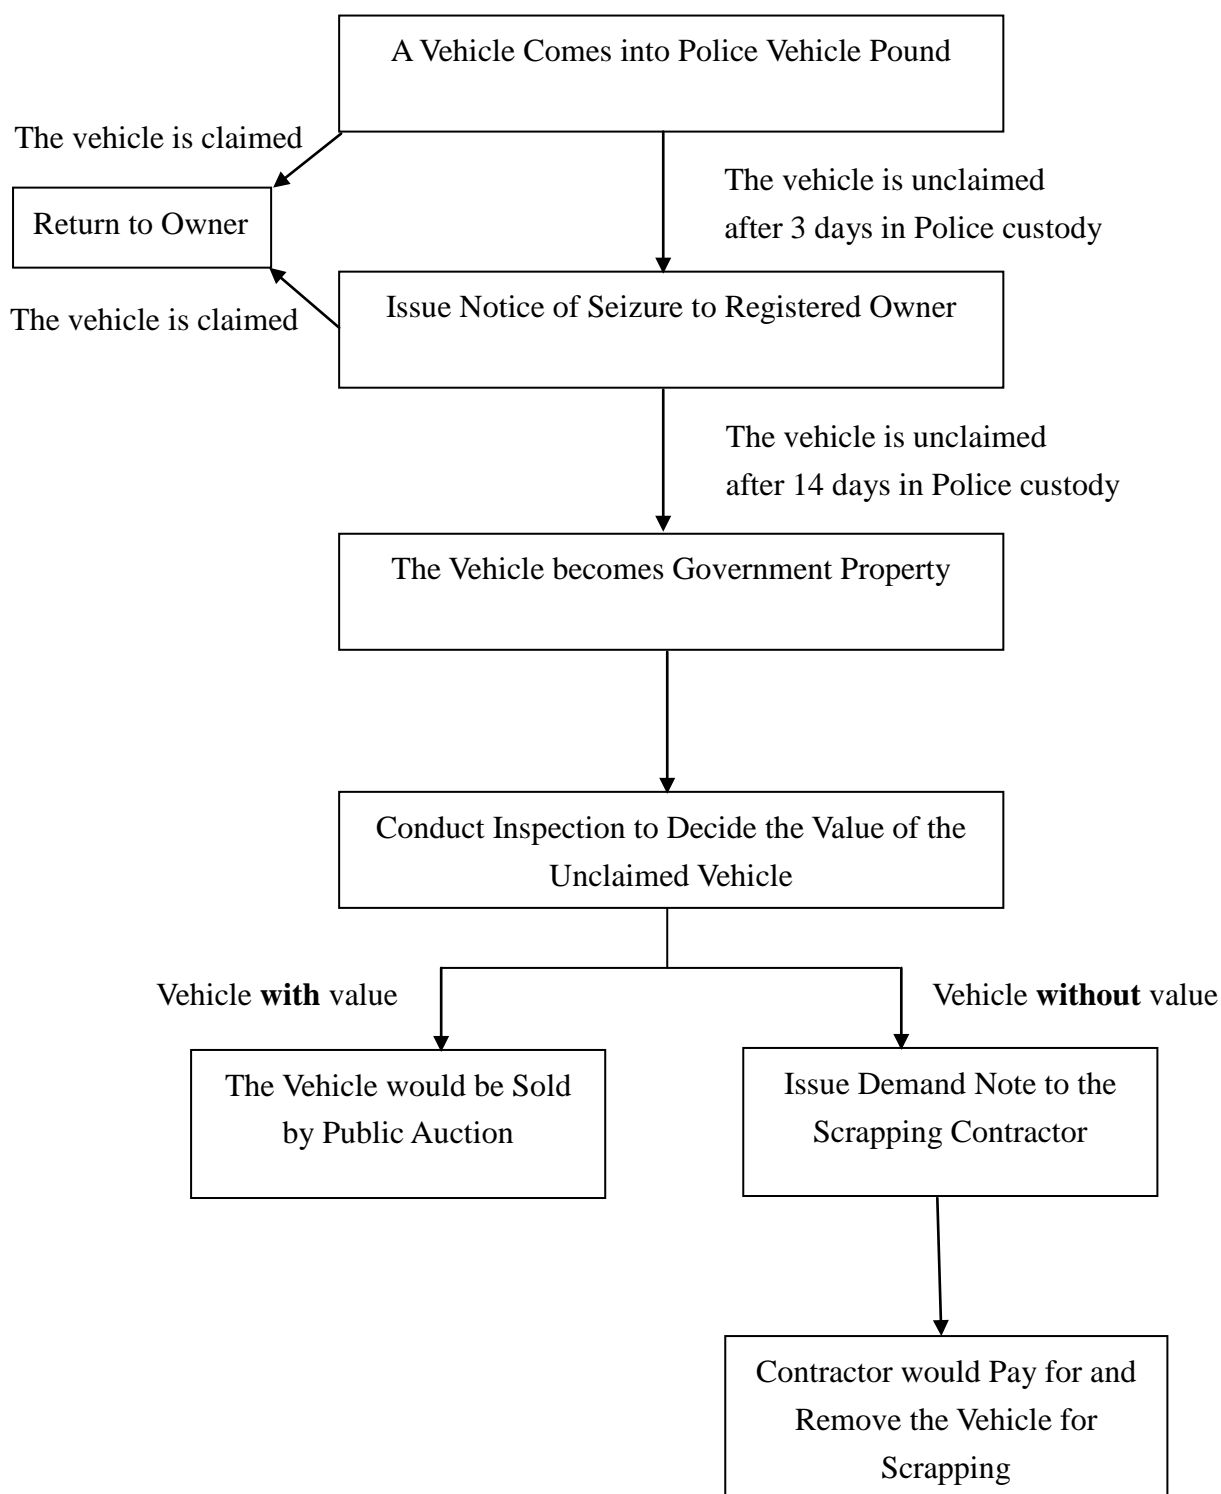 A Vehicle Comes into Police Vehicle Pound
The vehicle is claimed
The vehicle is unclaimed
after 3 days in Police custody
Return to Owner
Issue Notice of Seizure to Registered Owner
The vehicle is claimed
The vehicle is unclaimed
after 14 days in Police custody
The Vehicle becomes Government Property
Conduct Inspection to Decide the Value of the
Unclaimed Vehicle
Vehicle with value
Vehicle without value
The Vehicle would be Sold
by Public Auction
Issue Demand Note to the
Scrapping Contractor
Contractor would Pay for and
Remove the Vehicle for
Scrapping